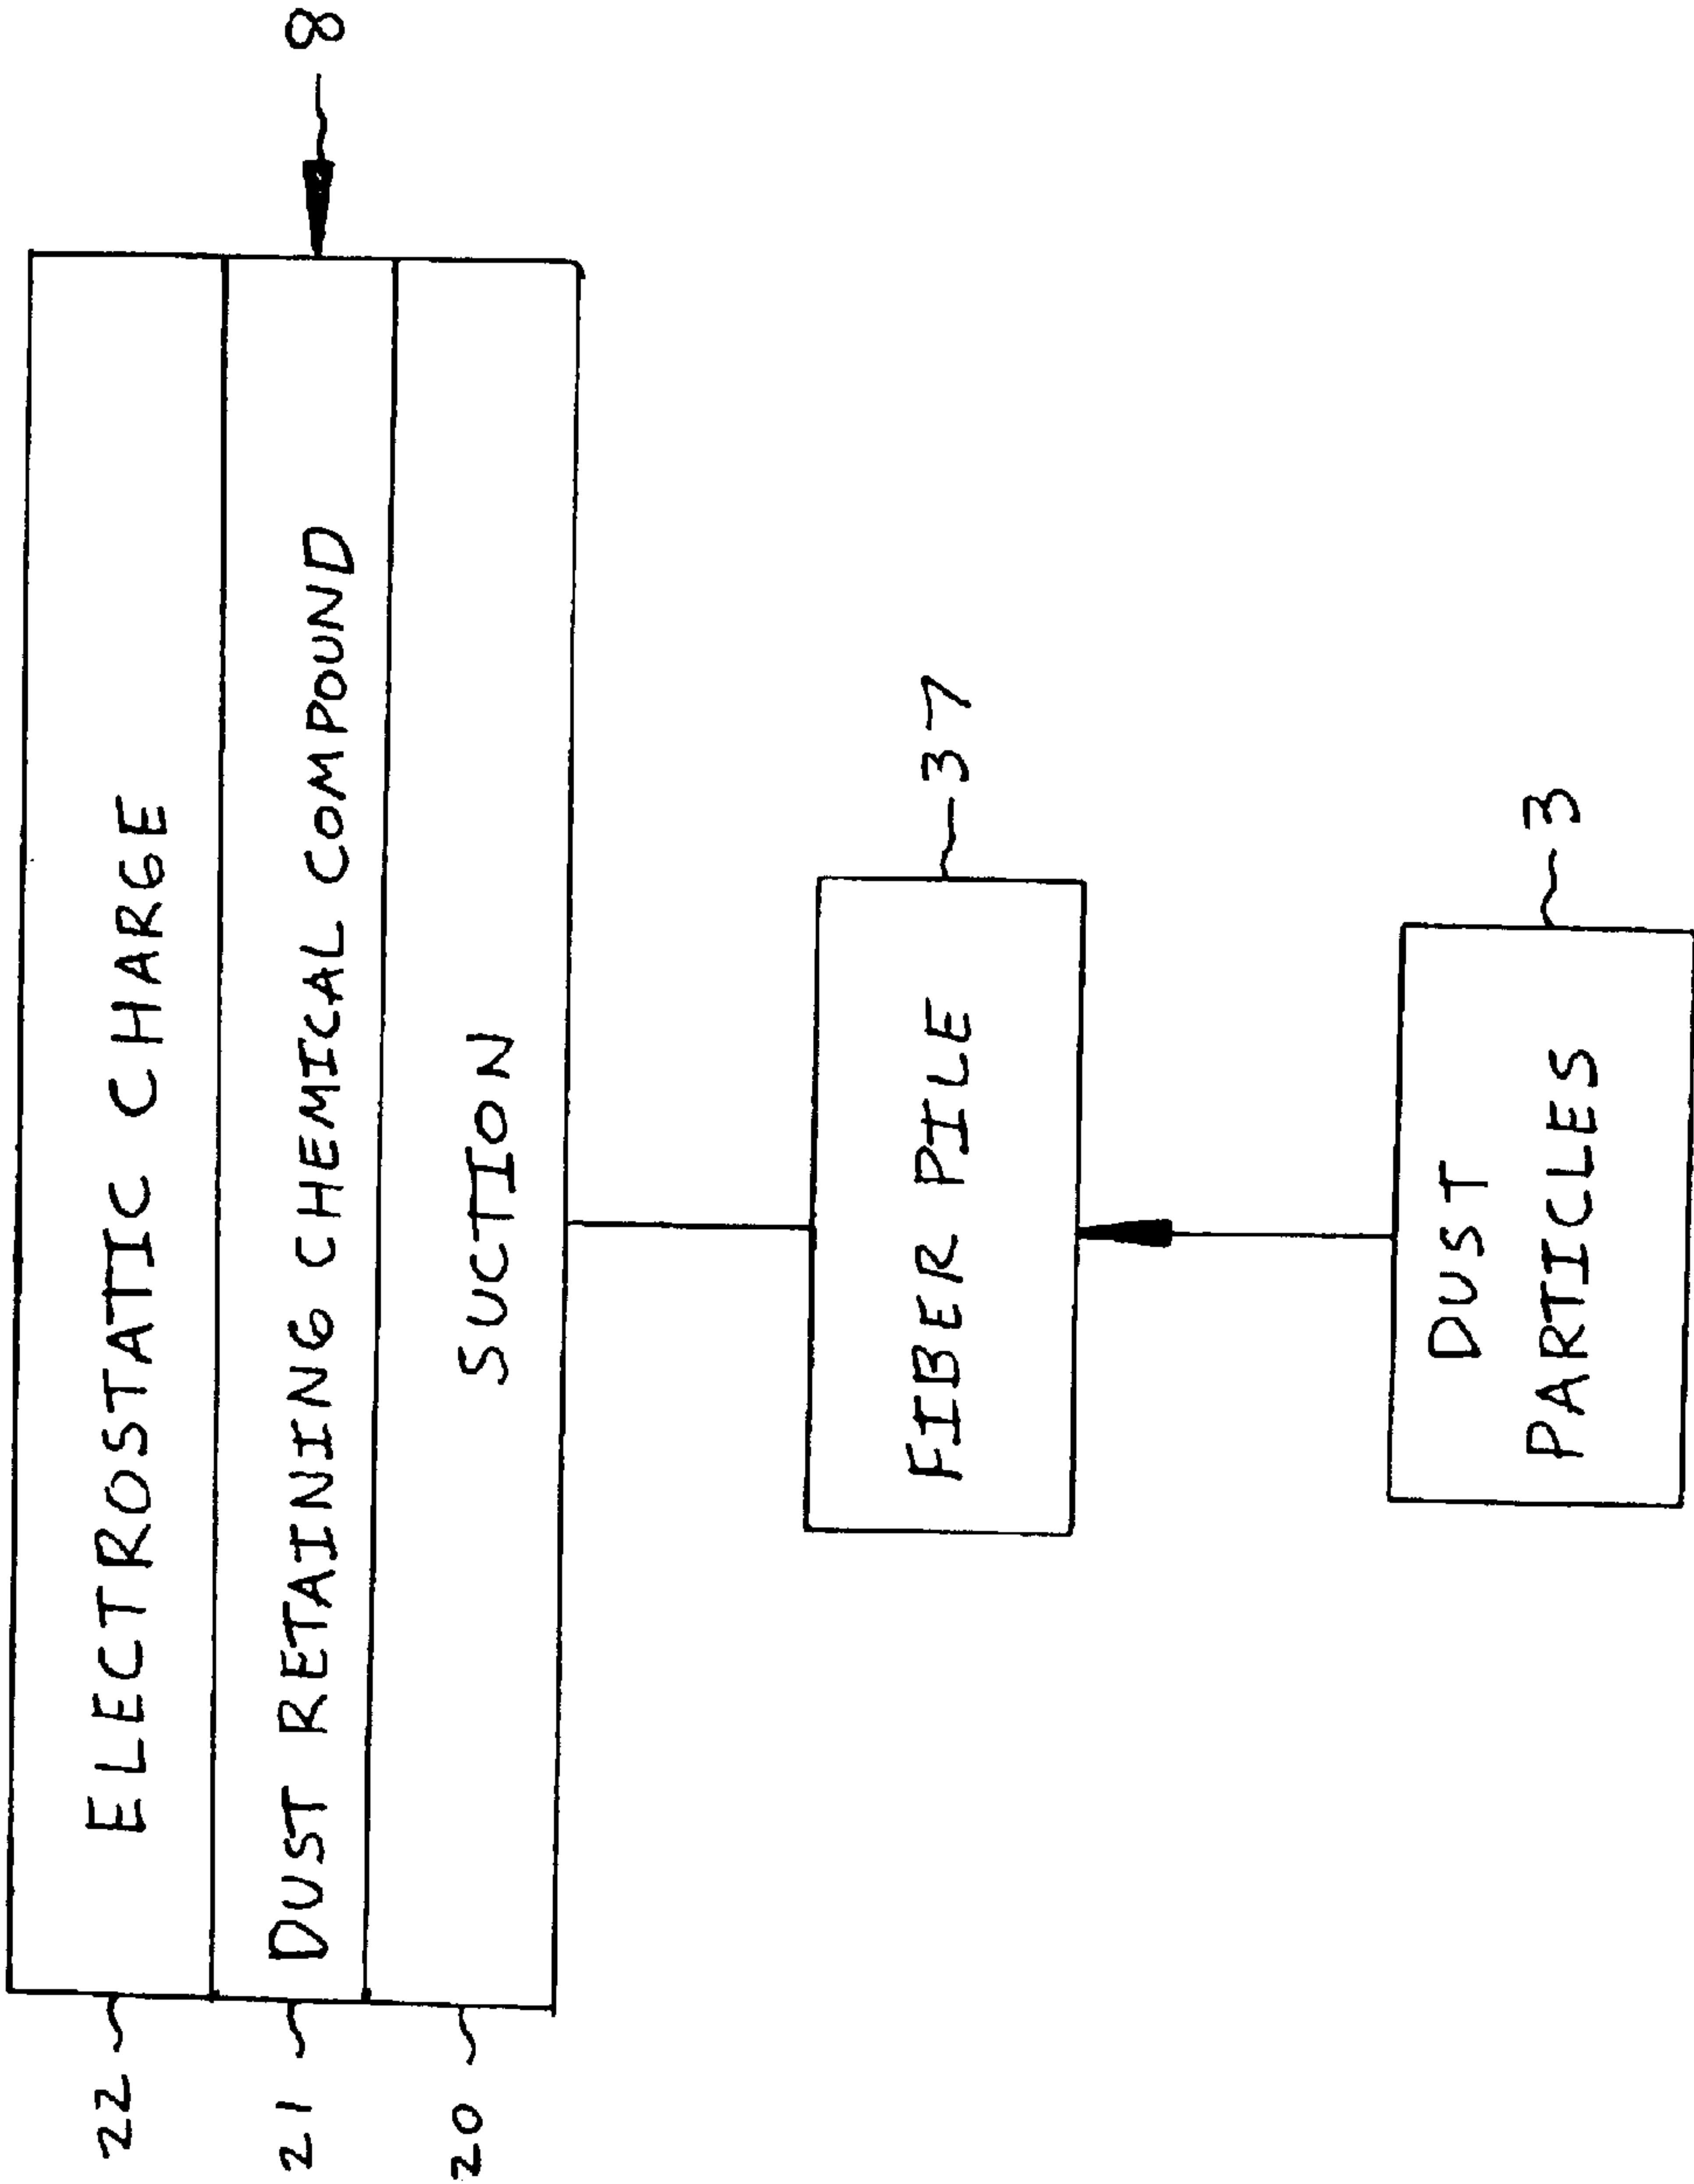 22 ELECTROSTATIC CHARGE
21 DUST RETAINING CHEMICAL COMPOUND 8
20 SUCTION
FIBER PILE 37
DUST
PARTICLES 3